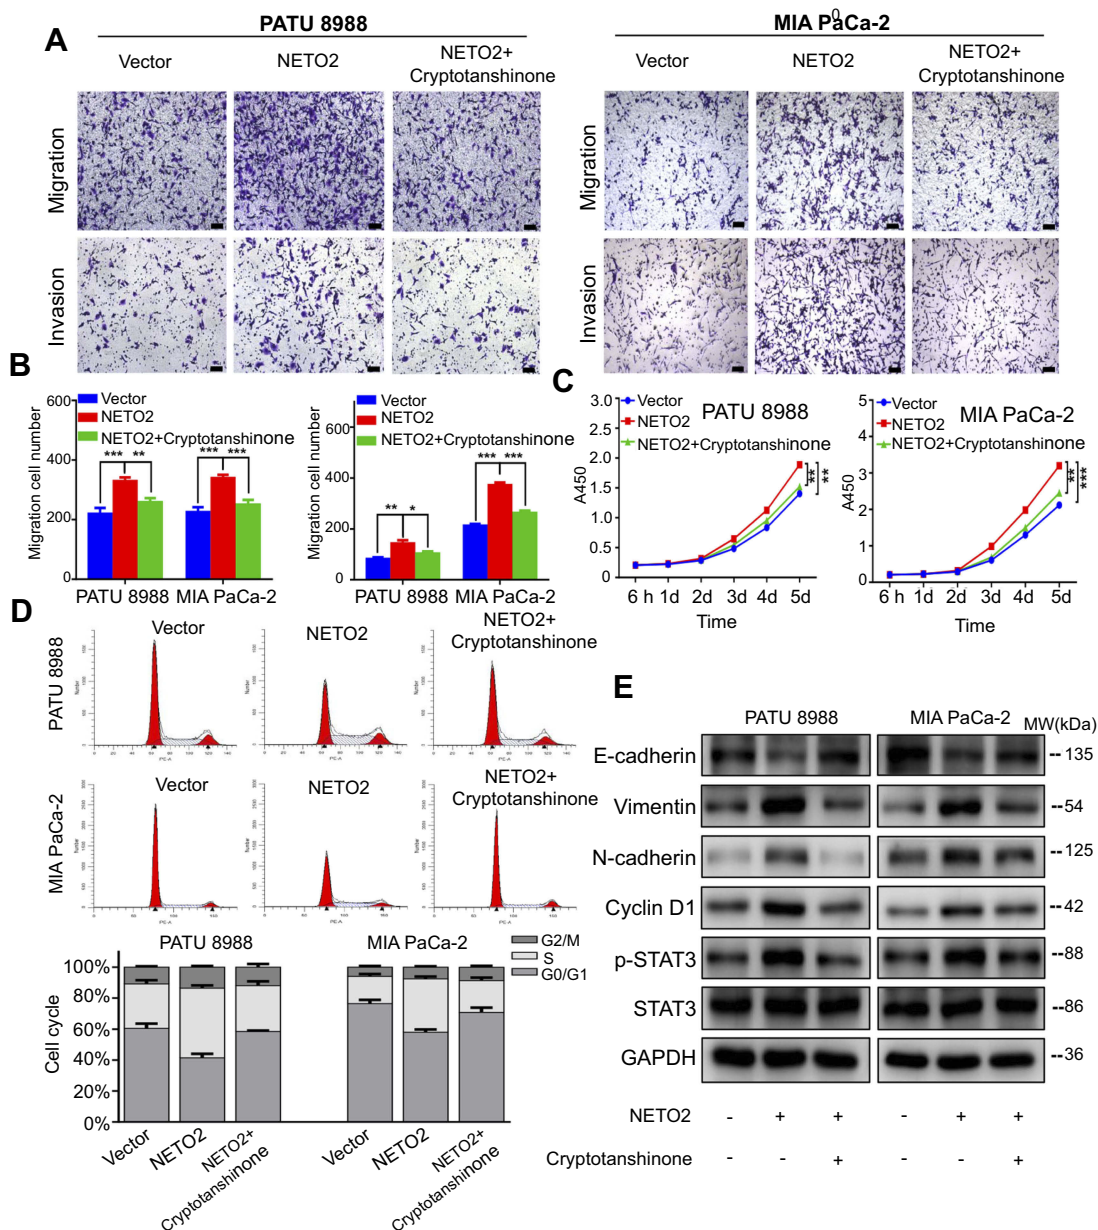 A
PATU 8988
MIA PaCa-2
0
Vector
NETO2
NETO2+
Cryptotanshinone
Vector
NETO2
NETO2+
Cryptotanshinone
Migration
Invasion
Migration
Invasion
B
Migration cell number
600
400
200
0
Vector
NETO2
NETO2+Cryptotanshinone
*** **
*** ***
PATU 8988 MIA PaCa-2
Migration cell number
600
400
200
0
Vector
NETO2
NETO2+Cryptotanshinone
** *
*** ***
PATU 8988 MIA PaCa-2
C
A450
3.0
2.5
2.0
1.5
1.0
0.5
0
Vector
NETO2
NETO2+Cryptotanshinone
PATU 8988
** **
6 h 1d 2d 3d 4d 5d
Time
A450
5
4
3
2
1
0
Vector
NETO2
NETO2+Cryptotanshinone
MIA PaCa-2
** ***
6 h 1d 2d 3d 4d 5d
Time
D
PATU 8988
Vector
NETO2
NETO2+
Cryptotanshinone
Number
PE-A
MIA PaCa-2
Vector
NETO2
NETO2+
Cryptotanshinone
Number
PE-A
PATU 8988
MIA PaCa-2
G2/M
S
G0/G1
Cell cycle
100%
80%
60%
40%
20%
0%
Vector
NETO2
NETO2+
Cryptotanshinone
Vector
NETO2
NETO2+
Cryptotanshinone
E
PATU 8988
MIA PaCa-2
MW(kDa)
E-cadherin
--135
Vimentin
--54
N-cadherin
--125
Cyclin D1
--42
p-STAT3
--88
STAT3
--86
GAPDH
--36
NETO2 - + + - + +
Cryptotanshinone - - + - - +